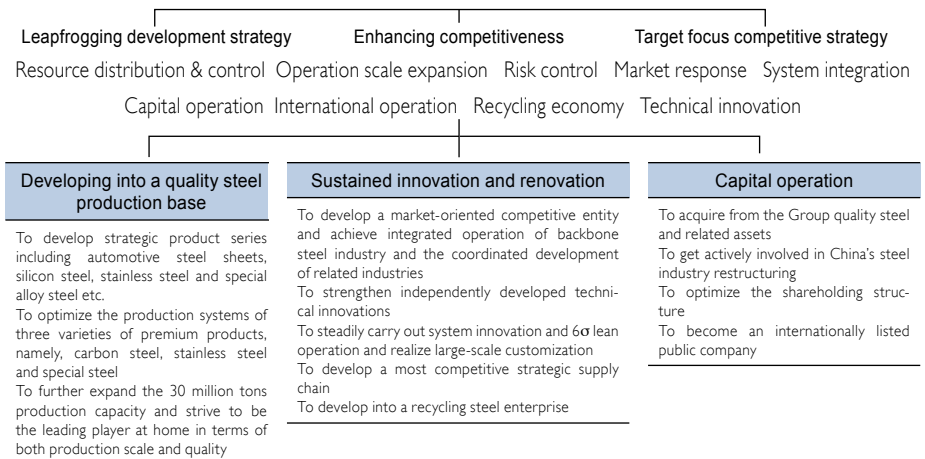 Leapfrogging development strategy Enhancing competitiveness Target focus competitive strategy
Resource distribution & control Operation scale expansion Risk control Market response System integration
Capital operation International operation Recycling economy Technical innovation
Developing into a quality steel
production base
To develop strategic product series
including automotive steel sheets,
silicon steel, stainless steel and special
alloy steel etc.
To optimize the production systems of
three varieties of premium products,
namely, carbon steel, stainless steel
and special steel
To further expand the 30 million tons
production capacity and strive to be
the leading player at home in terms of
both production scale and quality
Sustained innovation and renovation
To develop a market-oriented competitive entity
and achieve integrated operation of backbone
steel industry and the coordinated development
of related industries
To strengthen independently developed techni-
cal innovations
To steadily carry out system innovation and 6σ lean
operation and realize large-scale customization
To develop a most competitive strategic supply
chain
To develop into a recycling steel enterprise
Capital operation
To acquire from the Group quality steel
and related assets
To get actively involved in China's steel
industry restructuring
To optimize the shareholding struc-
ture
To become an internationally listed
public company